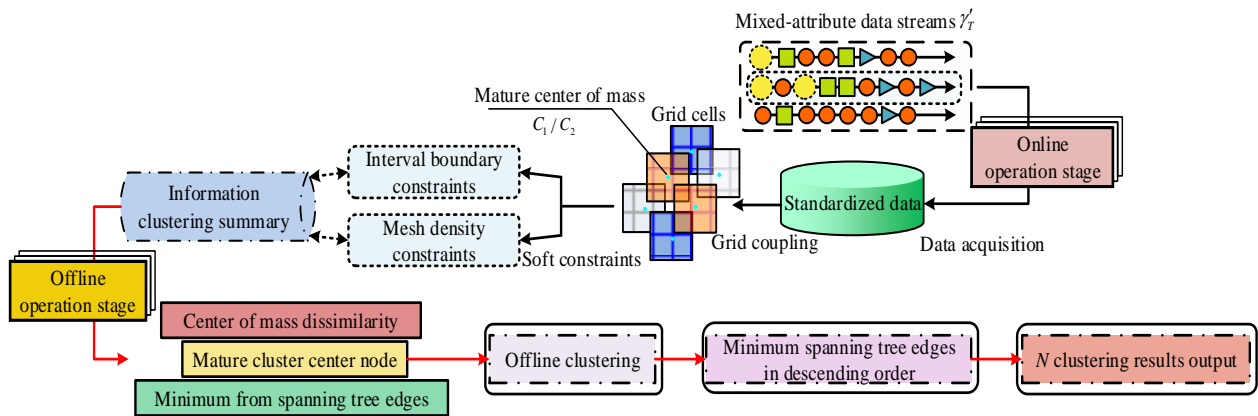 Mixed-attribute data streams γ′_T
Mature center of mass
C₁ / C₂
Grid cells
Online
operation stage
Interval boundary
constraints
Information
clustering summary
Standardized data
Mesh density
constraints
Soft constraints
Grid coupling
Data acquisition
Offline
operation stage
Center of mass dissimilarity
Mature cluster center node
Minimum from spanning tree edges
Offline clustering
Minimum spanning tree edges
in descending order
N clustering results output